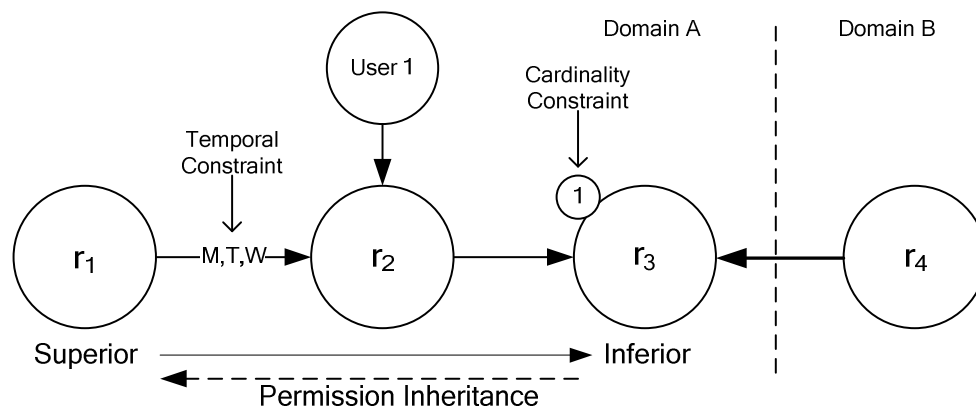 Domain A
Domain B
User 1
Cardinality
Constraint
Temporal
Constraint
1
r1
M,T,W
r2
r3
r4
Superior
Inferior
Permission Inheritance